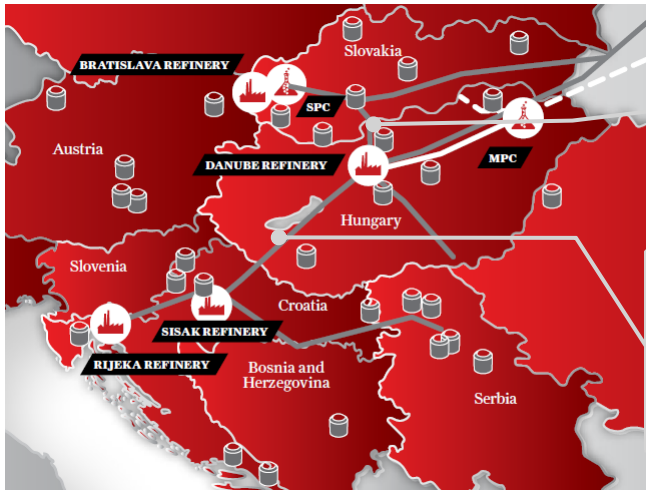 Slovakia
BRATISLAVA REFINERY
SPC
Austria
DANUBE REFINERY
MPC
Hungary
Slovenia
Croatia
SISAK REFINERY
RIJEKA REFINERY
Bosnia and
Herzegovina
Serbia